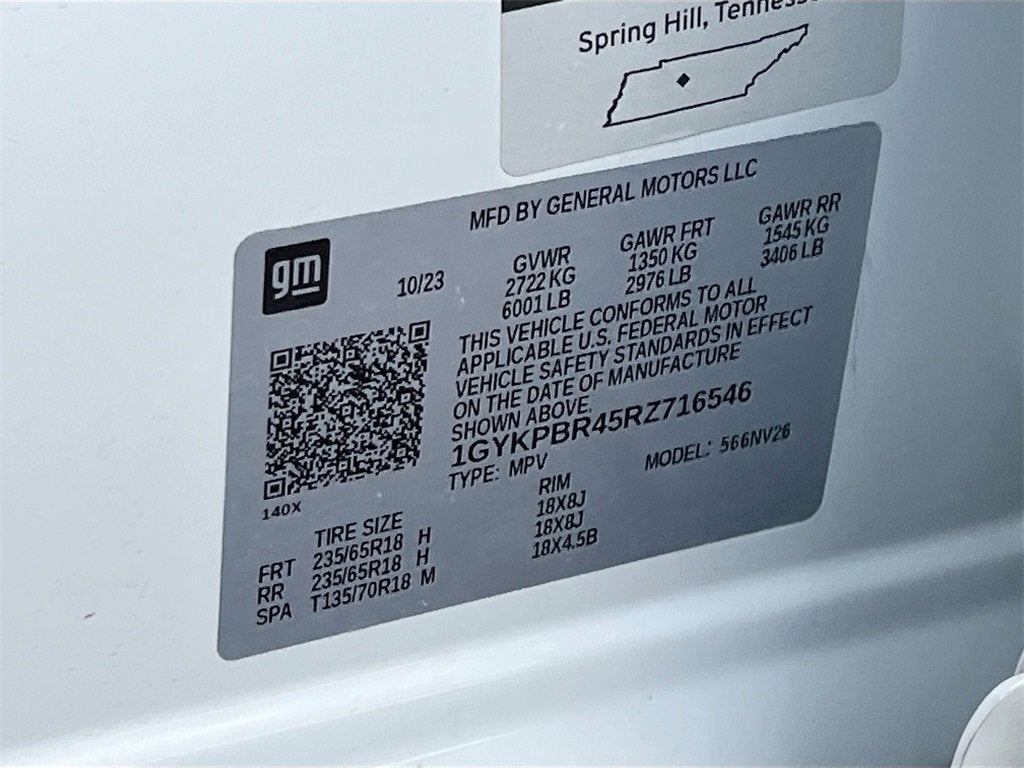 Spring Hill,
gm
MFD BY GENERAL MOTORS LLC
10/23
GVWR GAWR FRT GAWR RR
2722 KG 1350 KG 1545 KG
6001 LB 2976 LB 3406 LB
THIS VEHICLE CONFORMS TO ALL
APPLICABLE U.S. FEDERAL MOTOR
VEHICLE SAFETY STANDARDS IN EFFECT
ON THE DATE OF MANUFACTURE
SHOWN ABOVE.
1GYKPBR45RZ716546
TYPE: MPV MODEL: 566NV26
140X
TIRE SIZE RIM
FRT 235/65R18 H 18X8J
RR 235/65R18 H 18X8J
SPA T135/70R18 M 18X4.5B